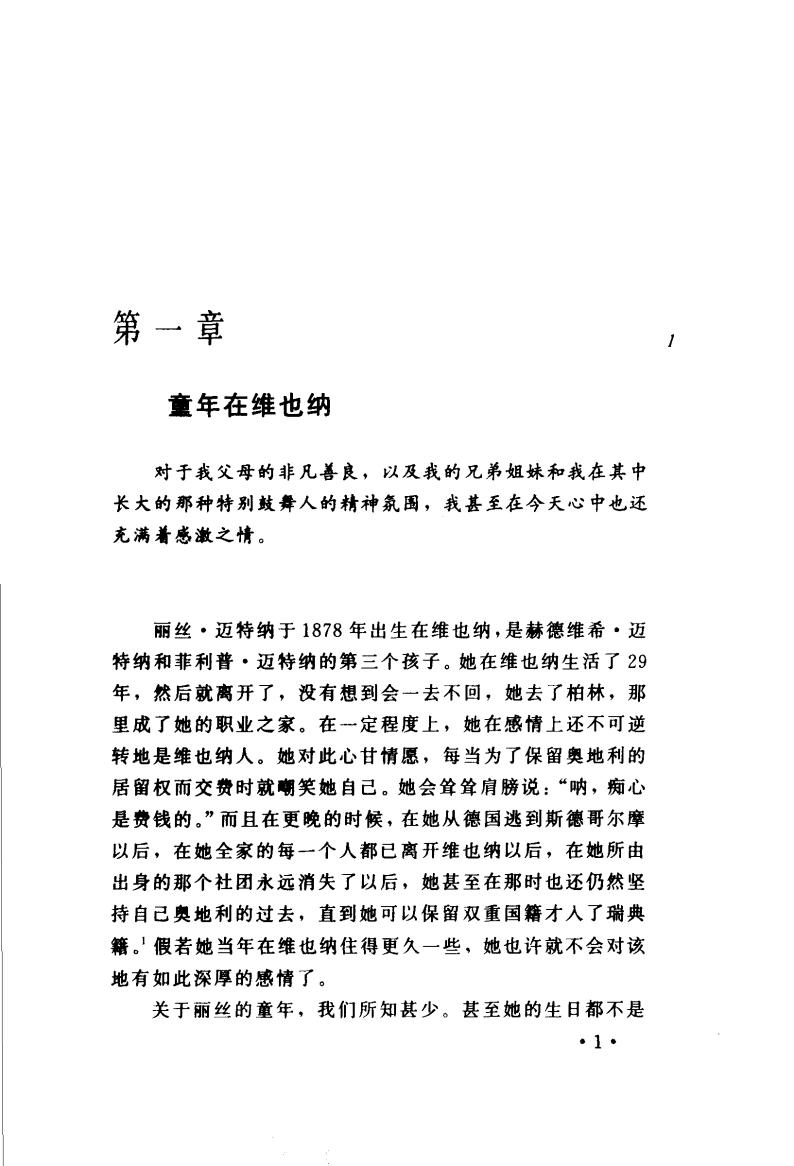 第一章
1
童年在维也纳
对于我父母的非凡善良，以及我的兄弟姐妹和我在其中
长大的那种特别鼓舞人的精神氛围，我甚至在今天心中也还
充满着感激之情。
丽丝·迈特纳于1878年出生在维也纳，是赫德维希·迈
特纳和菲利普·迈特纳的第三个孩子。她在维也纳生活了29
年，然后就离开了，没有想到会一去不回，她去了柏林，那
里成了她的职业之家。在一定程度上，她在感情上还不可逆
转地是维也纳人。她对此心甘情愿，每当为了保留奥地利的
居留权而交费时就嘲笑她自己。她会耸耸肩膀说：“呐，痴心
是费钱的。”而且在更晚的时候，在她从德国逃到斯德哥尔摩
以后，在她全家的每一个人都已离开维也纳以后，在她所由
出身的那个社团永远消失了以后，她甚至在那时也还仍然坚
持自己奥地利的过去，直到她可以保留双重国籍才入了瑞典
籍。1假若她当年在维也纳住得更久一些，她也许就不会对该
地有如此深厚的感情了。
关于丽丝的童年，我们所知甚少。甚至她的生日都不是
·1·